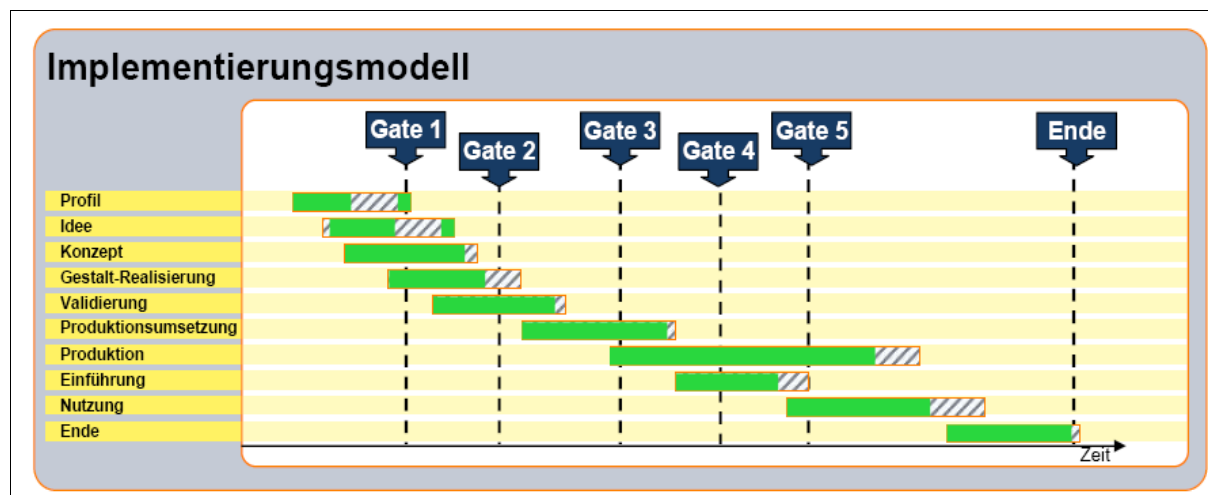 Implementierungsmodell
Gate 1
Gate 2
Gate 3
Gate 4
Gate 5
Ende
Profil
Idee
Konzept
Gestalt-Realisierung
Validierung
Produktionsumsetzung
Produktion
Einführung
Nutzung
Ende
Zeit